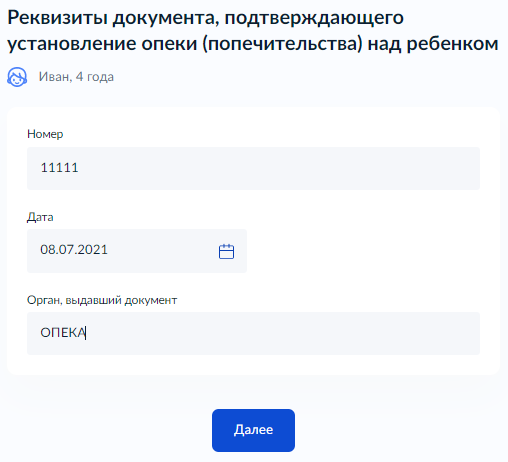 Реквизиты документа, подтверждающего
установление опеки (попечительства) над ребенком
Иван, 4 года
Номер
11111
Дата
08.07.2021
Орган, выдавший документ
ОПЕКА
Далее